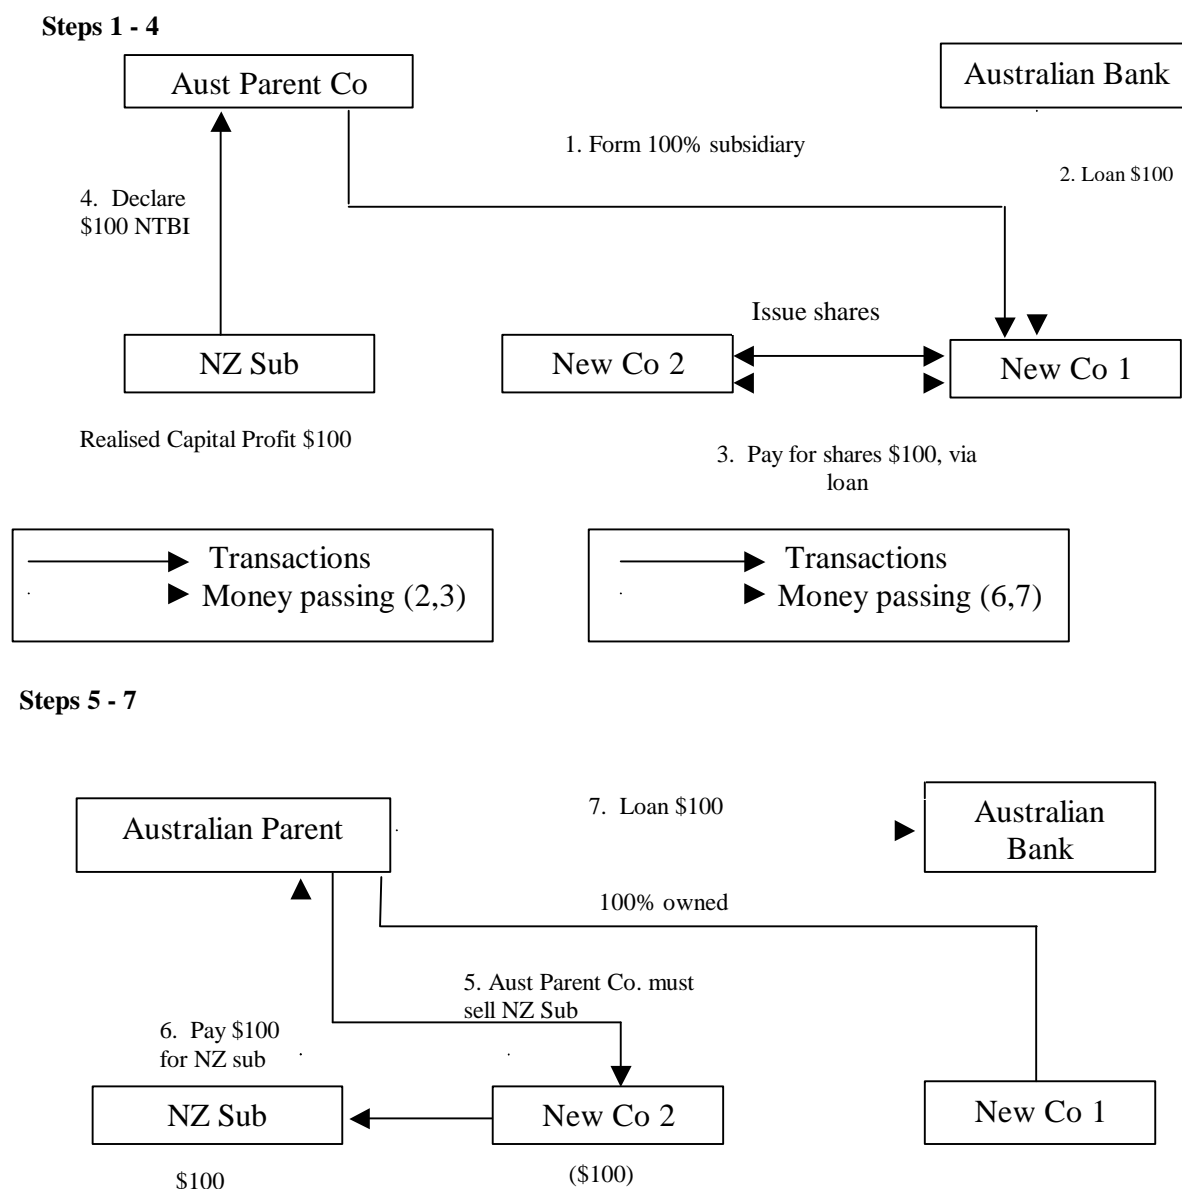 Steps 1 - 4
Aust Parent Co
Australian Bank
1. Form 100% subsidiary
2. Loan $100
4. Declare
$100 NTBI
Issue shares
NZ Sub
New Co 2
New Co 1
Realised Capital Profit $100
3. Pay for shares $100, via
loan
Transactions
Money passing (2,3)
Transactions
Money passing (6,7)
Steps 5 - 7
7. Loan $100
Australian Parent
Australian
Bank
100% owned
5. Aust Parent Co. must
sell NZ Sub
6. Pay $100
for NZ sub
NZ Sub
New Co 2
New Co 1
$100
($100)